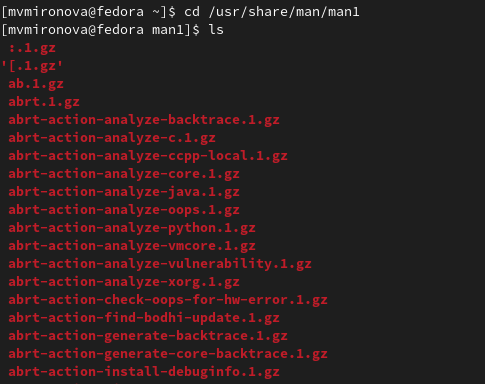 [mvmironova@fedora ~]$ cd /usr/share/man/man1
[mvmironova@fedora man1]$ ls
:.1.gz
'[.1.gz'
ab.1.gz
abrt.1.gz
abrt-action-analyze-backtrace.1.gz
abrt-action-analyze-c.1.gz
abrt-action-analyze-ccpp-local.1.gz
abrt-action-analyze-core.1.gz
abrt-action-analyze-java.1.gz
abrt-action-analyze-oops.1.gz
abrt-action-analyze-python.1.gz
abrt-action-analyze-vmcore.1.gz
abrt-action-analyze-vulnerability.1.gz
abrt-action-analyze-xorg.1.gz
abrt-action-check-oops-for-hw-error.1.gz
abrt-action-find-bodhi-update.1.gz
abrt-action-generate-backtrace.1.gz
abrt-action-generate-core-backtrace.1.gz
abrt-action-install-debuginfo.1.gz